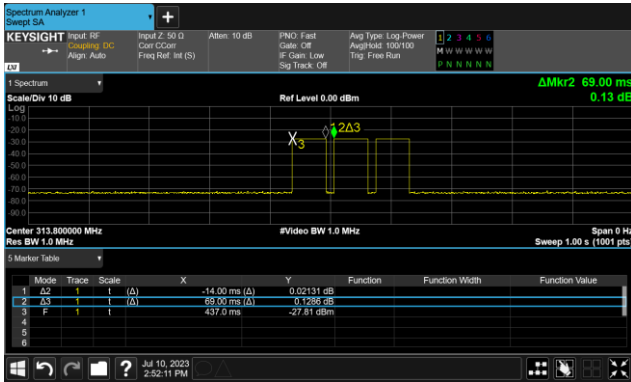 Spectrum Analyzer 1
Swept SA
+
KEYSIGHT Input: RF Input Z: 50 Ω Atten: 10 dB PNO: Fast Avg Type: Log-Power 1 2 3 4 5 6
Coupling: DC Corr CCorr Gate: Off Avg|Hold: 100/100 M W W W W W
Align: Auto Freq Ref: Int (S) IF Gain: Low Trig: Free Run
Sig Track: Off P N N N N N
LXI
1 Spectrum ΔMkr2 69.00 ms
Scale/Div 10 dB Ref Level 0.00 dBm 0.13 dB
Log
-10.0
-20.0
-30.0
-40.0
-50.0
-60.0
-70.0
-80.0
-90.0
X3 2Δ3
Center 313.800000 MHz #Video BW 1.0 MHz Span 0 Hz
Res BW 1.0 MHz Sweep 1.00 s (1001 pts
5 Marker Table
Mode Trace Scale X Y Function Function Width Function Value
1 Δ2 1 t (Δ) -14.00 ms (Δ) 0.02131 dB
2 Δ3 1 t (Δ) 69.00 ms (Δ) 0.1286 dB
3 F 1 t 437.0 ms -27.81 dBm
4
5
6
? Jul 10, 2023
2:52:11 PM